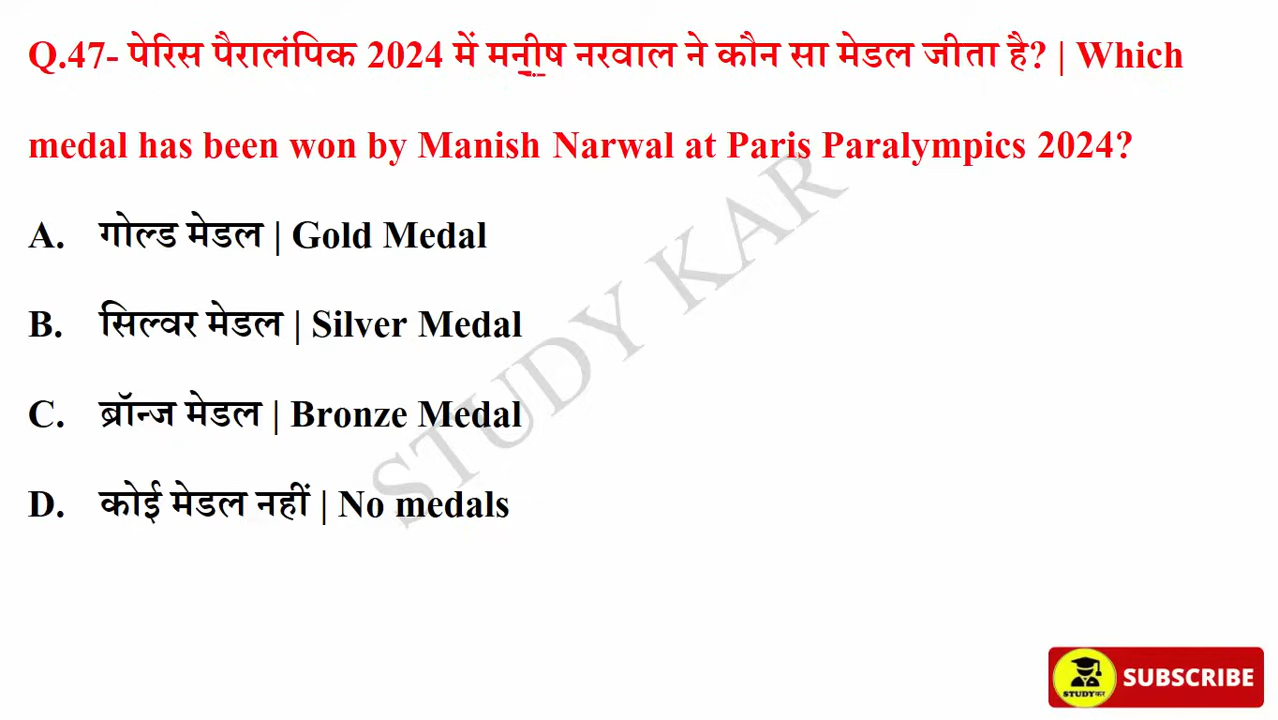 Q.47- पेरिस पैरालंपिक 2024 में मनीष नरवाल ने कौन सा मेडल जीता है? | Which
medal has been won by Manish Narwal at Paris Paralympics 2024?
A. गोल्ड मेडल | Gold Medal
B. सिल्वर मेडल | Silver Medal
C. ब्रॉन्ज मेडल | Bronze Medal
D. कोई मेडल नहीं | No medals
STUDY KAR
SUBSCRIBE
STUDYकर